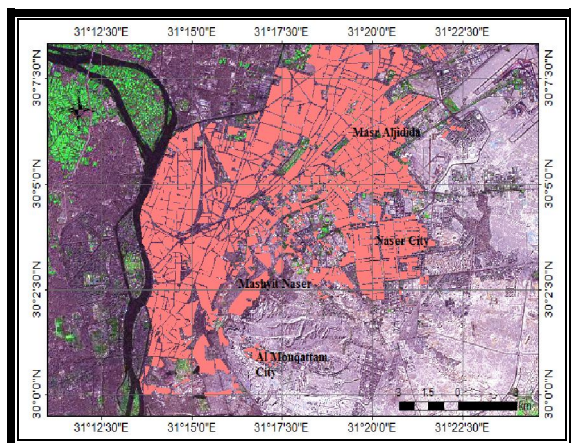 31°12'30"E 31°15'0"E 31°17'30"E 31°20'0"E 31°22'30"E
30°7'30"N 30°7'30"N
Masr Aljidida
30°5'0"N 30°5'0"N
Naser City
30°2'30"N 30°2'30"N
Mashyit Naser
Al Moqattam
City
30°0'0"N 30°0'0"N
1.5 0
km
31°12'30"E 31°15'0"E 31°17'30"E 31°20'0"E 31°22'30"E